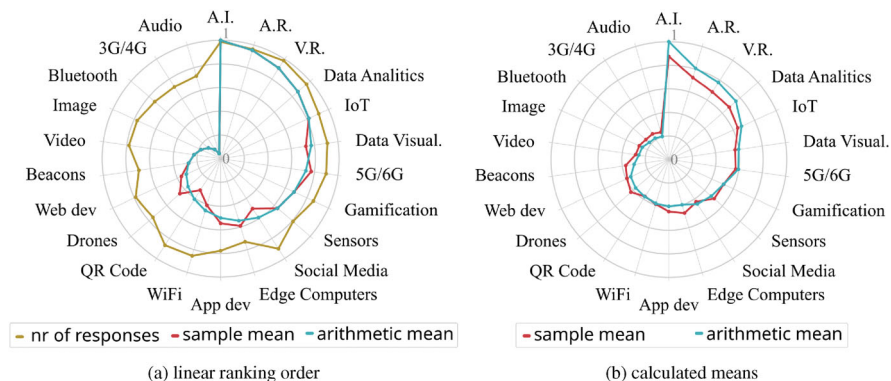 A.I.
1
A.R.
V.R.
Data Analitics
IoT
Data Visual.
5G/6G
Gamification
Sensors
Social Media
Edge Computers
App dev
WiFi
QR Code
Drones
Web dev
Beacons
Video
Image
Bluetooth
3G/4G
Audio
0
nr of responses sample mean arithmetic mean
(a) linear ranking order
A.I.
1
A.R.
V.R.
Data Analitics
IoT
Data Visual.
5G/6G
Gamification
Sensors
Social Media
Edge Computers
App dev
WiFi
QR Code
Drones
Web dev
Beacons
Video
Image
Bluetooth
3G/4G
Audio
0
sample mean arithmetic mean
(b) calculated means